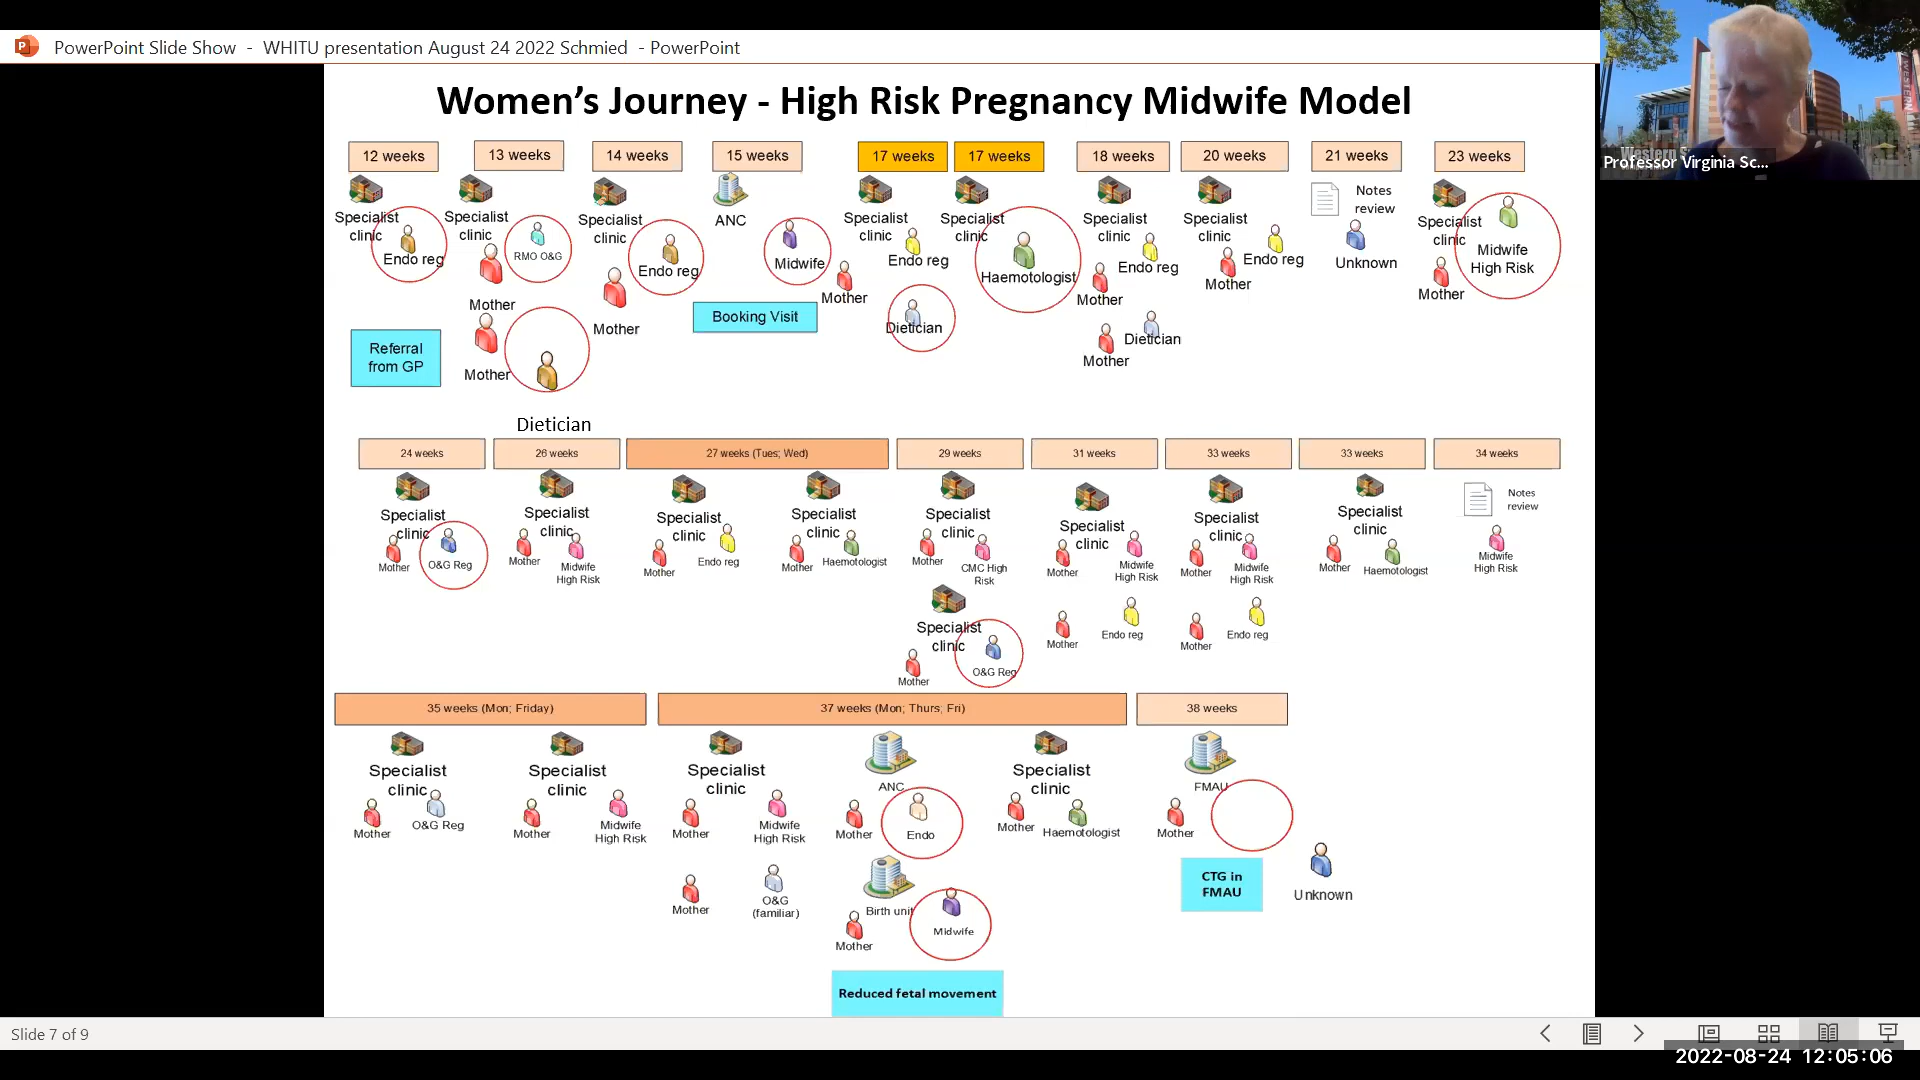 PowerPoint Slide Show - WHITU presentation August 24 2022 Schmied - PowerPoint
Professor Virginia Sc...
Women's Journey - High Risk Pregnancy Midwife Model
12 weeks
13 weeks
14 weeks
15 weeks
17 weeks
17 weeks
18 weeks
20 weeks
21 weeks
23 weeks
Specialist
clinic
Endo reg
Referral
from GP
Specialist
clinic
RMO O&G
Mother
Mother
Dietician
Specialist
clinic
Endo reg
Mother
ANC
Midwife
Booking Visit
Specialist
clinic
Endo reg
Mother
Dietician
Specialist
clinic
Haemotologist
Specialist
clinic
Endo reg
Mother
Dietician
Mother
Specialist
clinic
Endo reg
Mother
Notes
review
Unknown
Specialist
clinic
Midwife
High Risk
Mother
24 weeks
26 weeks
27 weeks (Tues; Wed)
29 weeks
31 weeks
33 weeks
33 weeks
34 weeks
Specialist
clinic
Mother
O&G Reg
Specialist
clinic
Mother
Midwife
High Risk
Specialist
clinic
Mother
Endo reg
Specialist
clinic
Mother
Haemotologist
Specialist
clinic
Mother
CMC High
Risk
Specialist
clinic
Mother
O&G Reg
Specialist
clinic
Mother
Midwife
High Risk
Mother
Endo reg
Specialist
clinic
Mother
Midwife
High Risk
Mother
Endo reg
Specialist
clinic
Mother
Haemotologist
Notes
review
Midwife
High Risk
35 weeks (Mon; Friday)
37 weeks (Mon; Thurs; Fri)
38 weeks
Specialist
clinic
Mother
O&G Reg
Specialist
clinic
Mother
Midwife
High Risk
Specialist
clinic
Mother
Midwife
High Risk
Mother
O&G
(familiar)
ANC
Mother
Endo
Birth unit
Mother
Midwife
Reduced fetal movement
Specialist
clinic
Mother
Haemotologist
FMAU
Mother
CTG in
FMAU
Unknown
Slide 7 of 9
2022-08-24 12:05:06